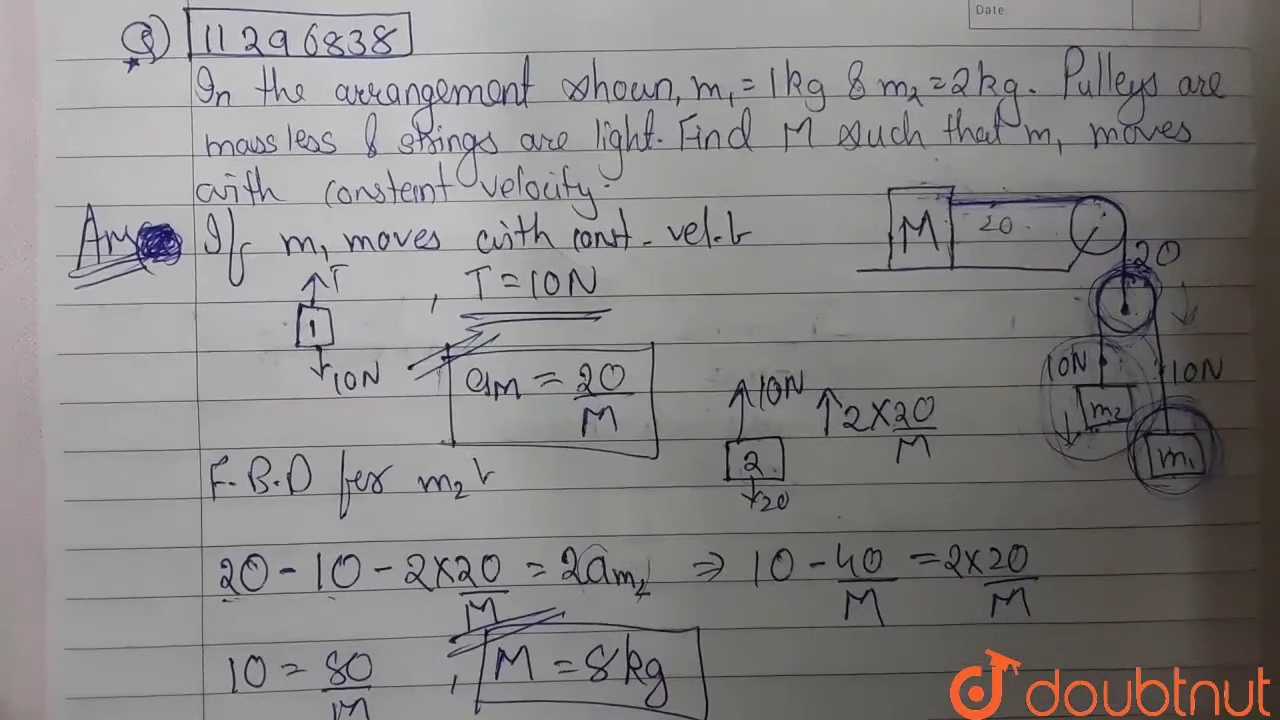 Date
Q) 11296838
In the arrangement shown, m₁ = 1kg & m₂ = 2kg. Pulleys are
massless & strings are light. Find M such that m₁ moves
with constant velocity.
Ans If m₁ moves with const. vel.
M 20.
20
T
1
10N
, T = 10N
aM = 20/M
10N
2
20
2×20/M
10N
m₂
10N
m₁
F.B.D for m₂
20 - 10 - 2×20/M = 2am₂ ⇒ 10 - 40/M = 2×20/M
10 = 80/M , M = 8kg
doubtnut